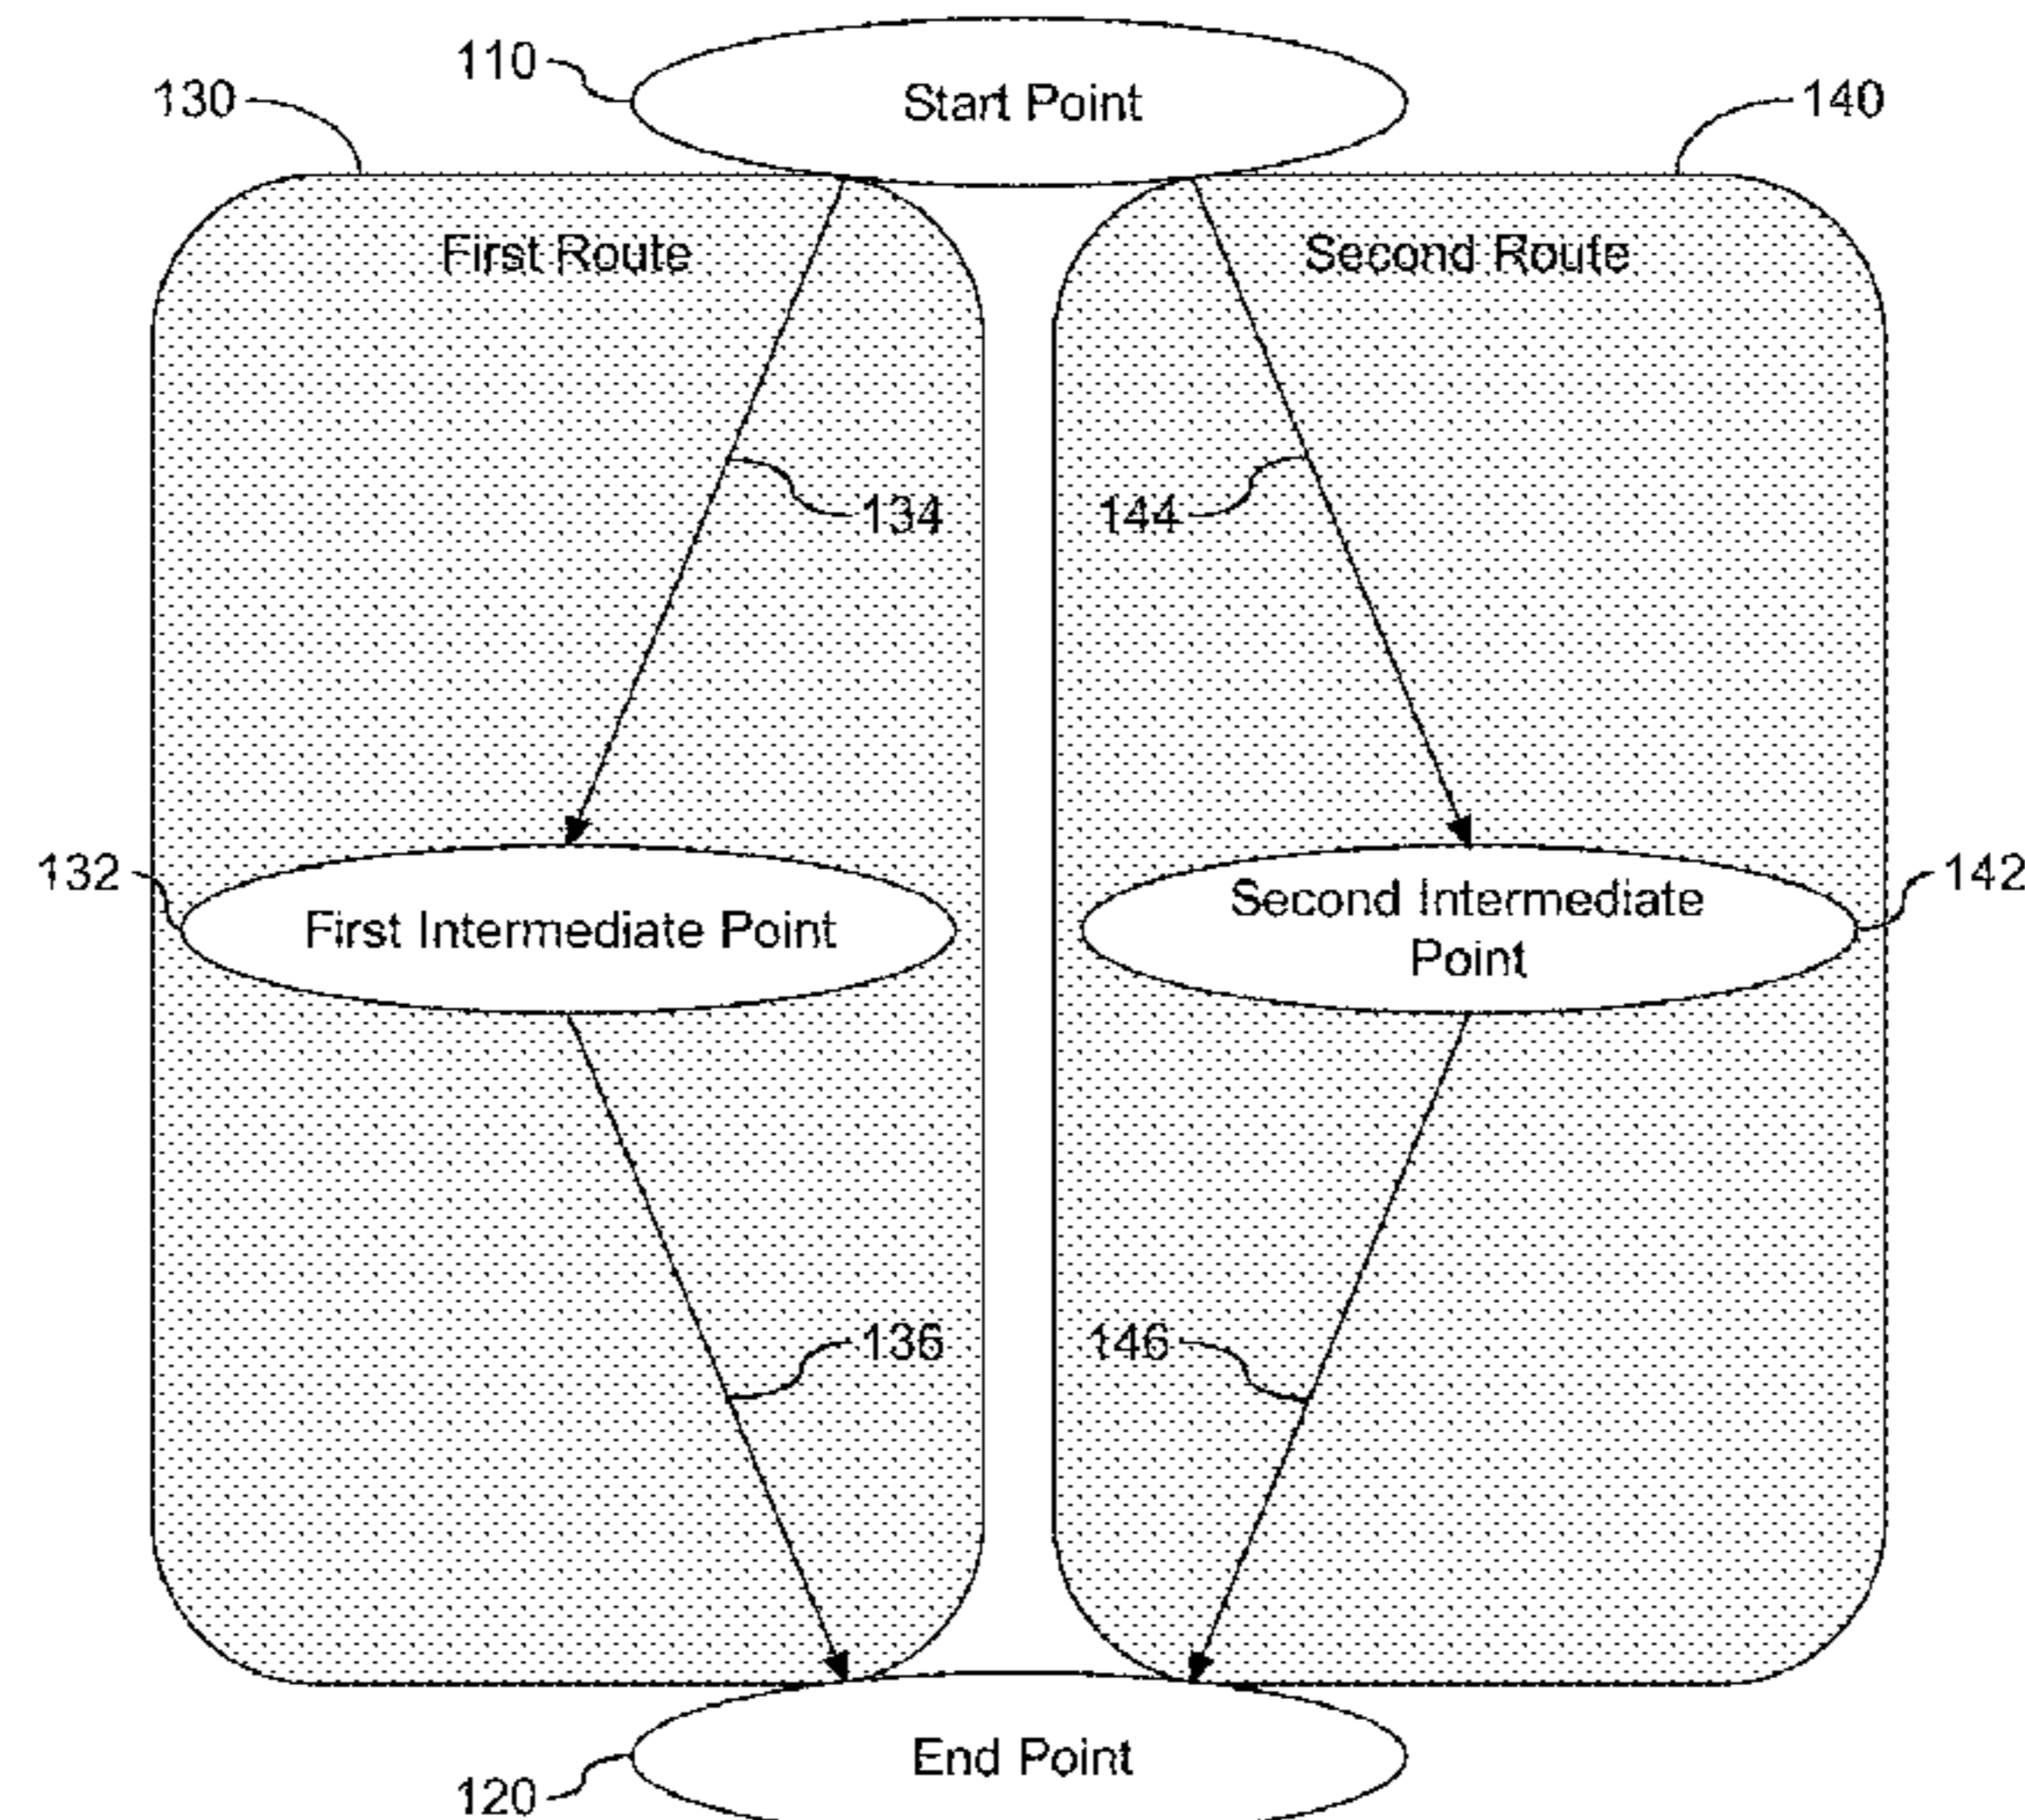 110
Start Point
130
140
First Route
Second Route
134
144
132
First Intermediate Point
Second Intermediate
Point
142
136
146
End Point
120